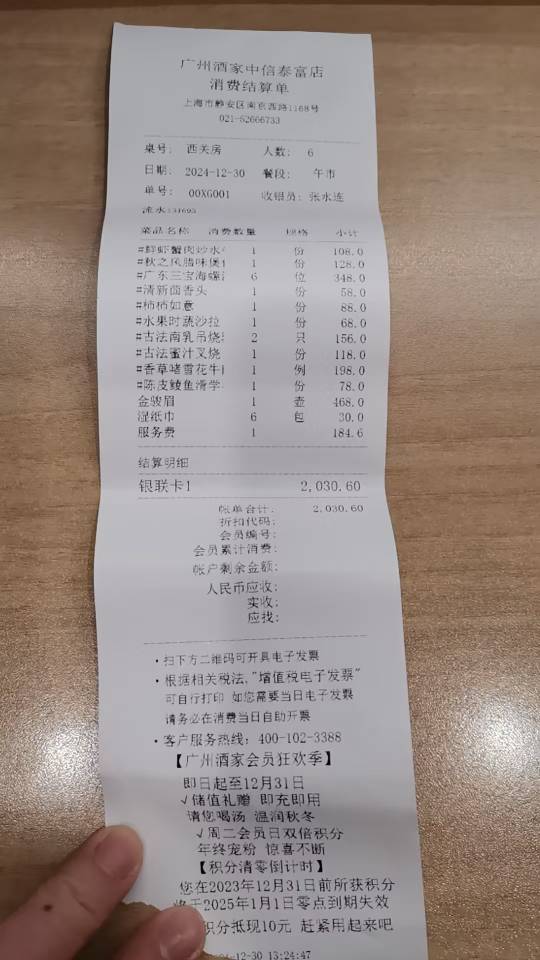 广州酒家中信泰富店
消费结算单
上海市静安区南京西路1168号
021-62666733
桌号: 西关房 人数: 6
日期: 2024-12-30 餐段: 午市
单号: 00XG001 收银员: 张水连
流水:131693
菜品名称 消费数量 规格 小计
#鲜虾蟹肉炒水 1 份 108.0
#秋之风腊味煲 1 份 128.0
#广东三宝海螺 6 位 348.0
#清新茴香头 1 份 58.0
#柿柿如意 1 份 88.0
#水果时蔬沙拉 1 份 68.0
#古法南乳吊烧 2 只 156.0
#古法蜜汁叉烧 1 份 118.0
#香草啫雪花牛 1 例 198.0
#陈皮鲮鱼滑学 1 份 78.0
金骏眉 1 壶 468.0
湿纸巾 6 包 30.0
服务费 1 184.6
结算明细
银联卡1 2,030.60
帐单合计: 2,030.60
折扣代码:
会员编号:
会员累计消费:
帐户剩余金额:
人民币应收:
实收:
应找:
·扫下方二维码可开具电子发票
·根据相关税法,"增值税电子发票"
可自行打印 如您需要当日电子发票
请务必在消费当日自助开票
·客户服务热线: 400-102-3388
【广州酒家会员狂欢季】
即日起至12月31日
√储值礼赠 即充即用
请您喝汤 温润秋冬
√周二会员日双倍积分
年终宠粉 惊喜不断
【积分清零倒计时】
您在2023年12月31日前所获积分
将于2025年1月1日零点到期失效
积分抵现10元 赶紧用起来吧
12-30 13:24:47